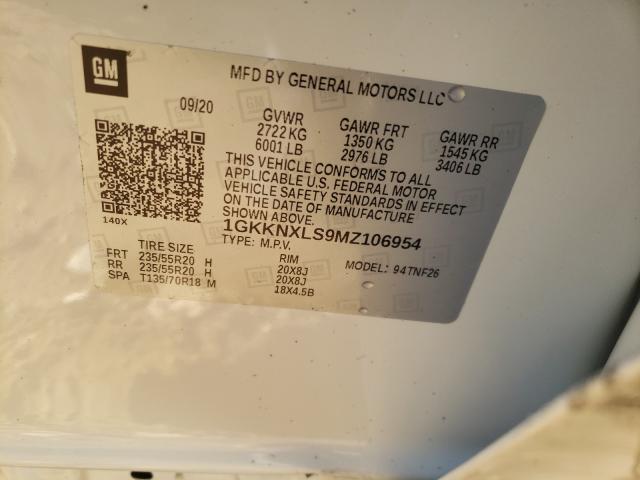 GM
MFD BY GENERAL MOTORS LLC
09/20
GVWR GAWR FRT GAWR RR
2722 KG 1350 KG 1545 KG
6001 LB 2976 LB 3406 LB
THIS VEHICLE CONFORMS TO ALL
APPLICABLE U.S. FEDERAL MOTOR
VEHICLE SAFETY STANDARDS IN EFFECT
ON THE DATE OF MANUFACTURE
SHOWN ABOVE.
140X
1GKKNXLS9MZ106954
TYPE: M.P.V. MODEL: 94TNF26
TIRE SIZE RIM
FRT 235/55R20 H 20X8J
RR 235/55R20 H 20X8J
SPA T135/70R18 M 18X4.5B